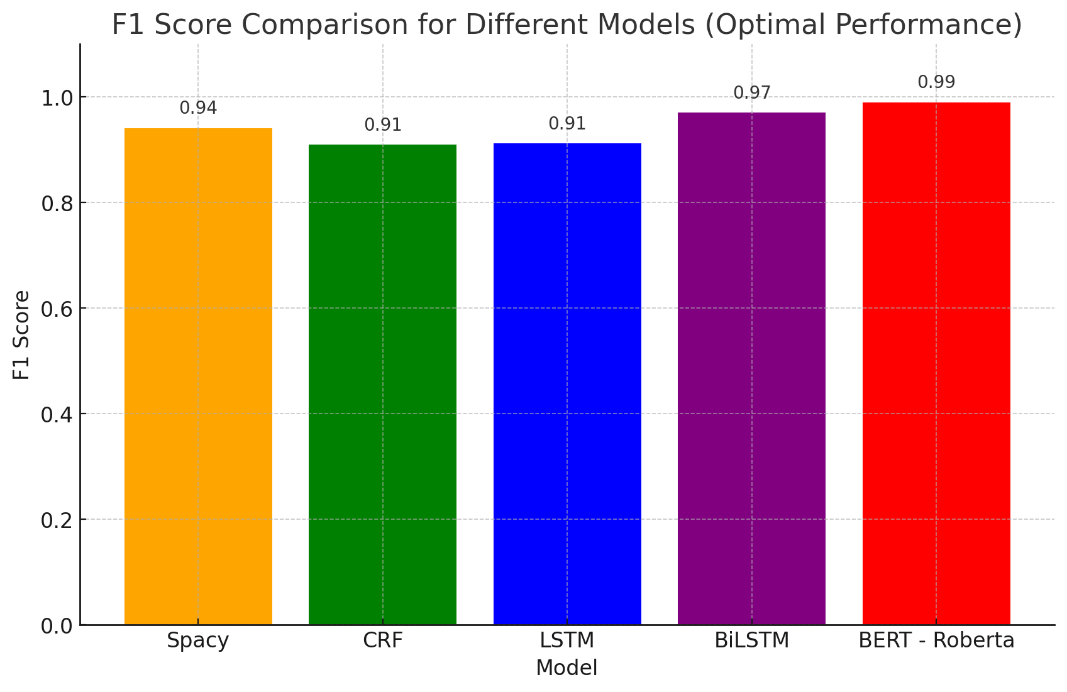 F1 Score Comparison for Different Models (Optimal Performance)
0.94
0.91
0.91
0.97
0.99
1.0
0.8
0.6
0.4
0.2
0.0
F1 Score
Spacy
CRF
LSTM
BiLSTM
BERT - Roberta
Model